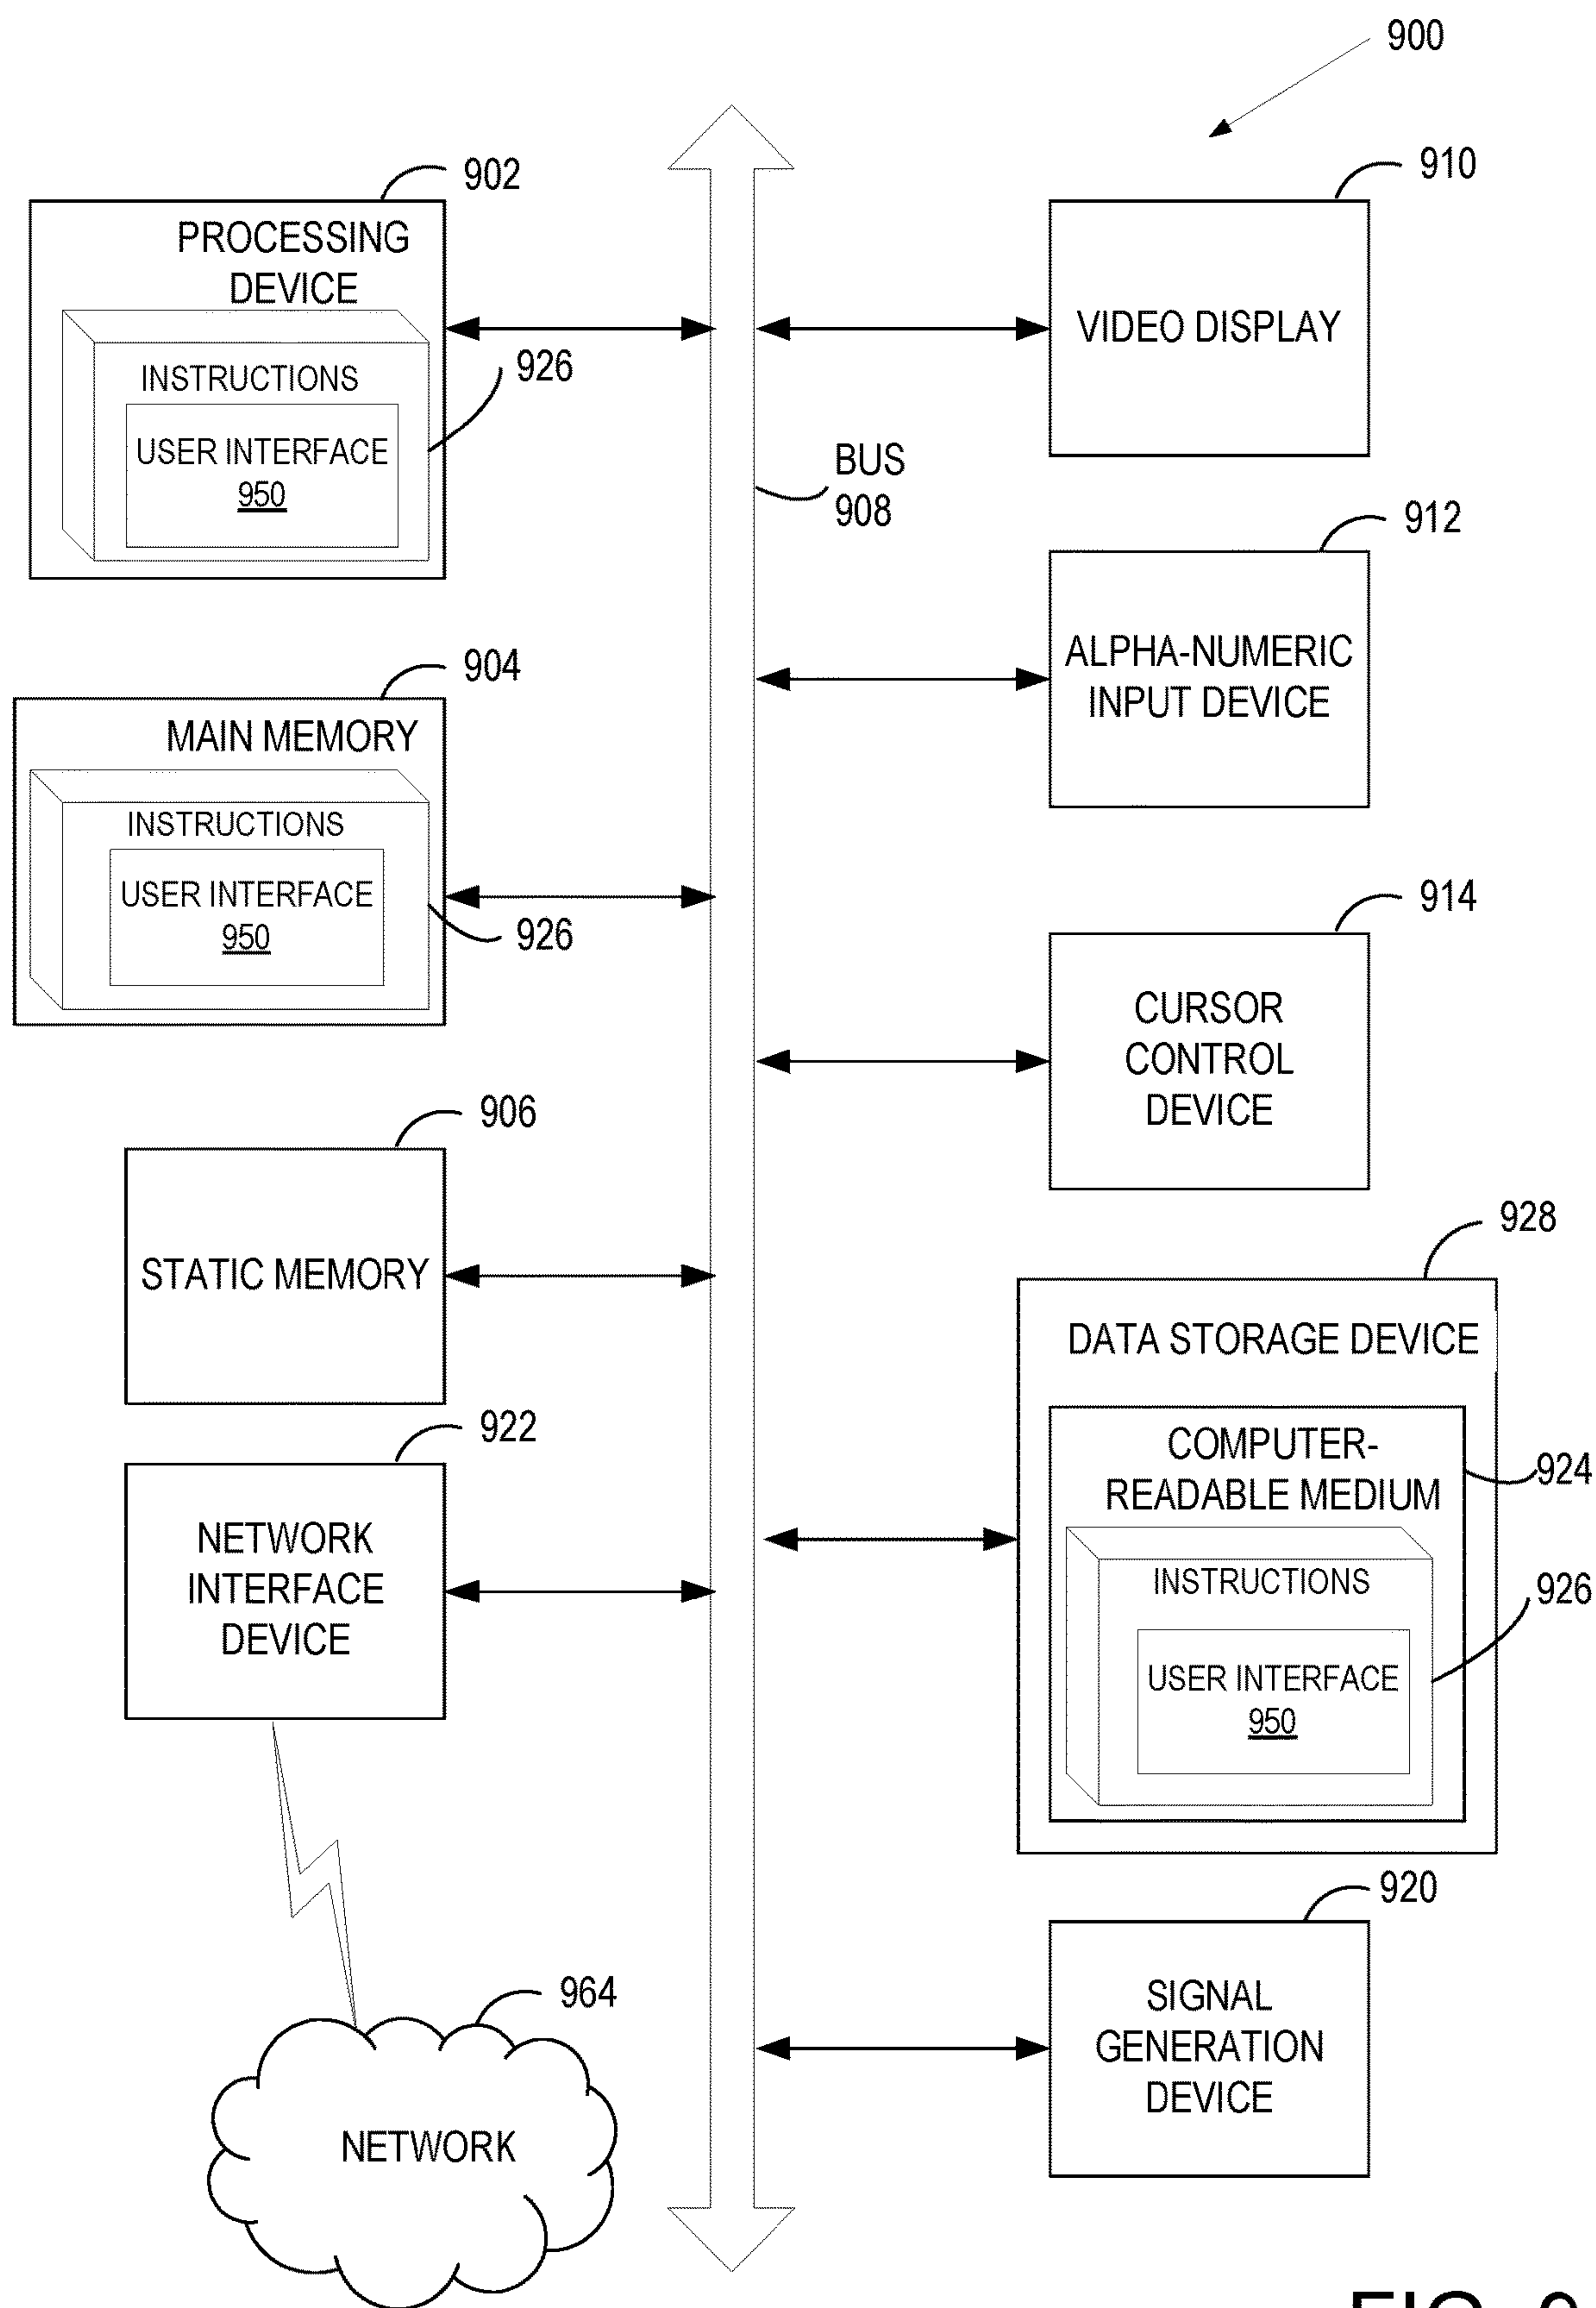 900
902
PROCESSING
DEVICE
INSTRUCTIONS
USER INTERFACE
950
926
904
MAIN MEMORY
INSTRUCTIONS
USER INTERFACE
950
926
906
STATIC MEMORY
922
NETWORK
INTERFACE
DEVICE
964
NETWORK
BUS
908
910
VIDEO DISPLAY
912
ALPHA-NUMERIC
INPUT DEVICE
914
CURSOR
CONTROL
DEVICE
928
DATA STORAGE DEVICE
COMPUTER-
READABLE MEDIUM
924
INSTRUCTIONS
926
USER INTERFACE
950
920
SIGNAL
GENERATION
DEVICE
FIG.